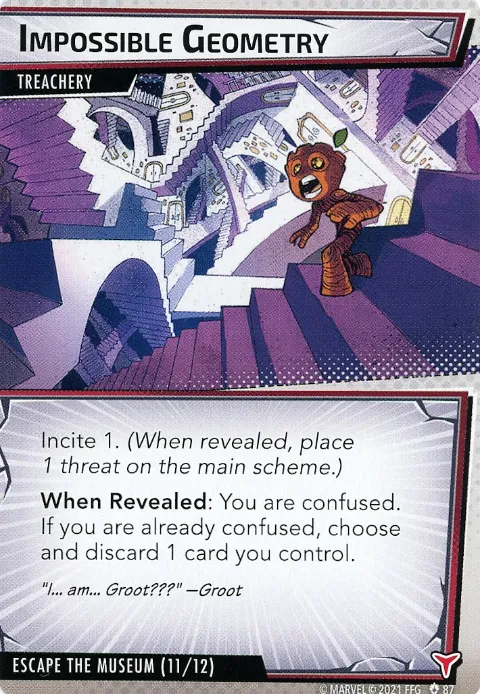 IMPOSSIBLE GEOMETRY
TREACHERY
Incite 1. (When revealed, place
1 threat on the main scheme.)
When Revealed: You are confused.
If you are already confused, choose
and discard 1 card you control.
"I... am... Groot???" —Groot
ESCAPE THE MUSEUM (11/12)
© MARVEL © 2021 FFG 87